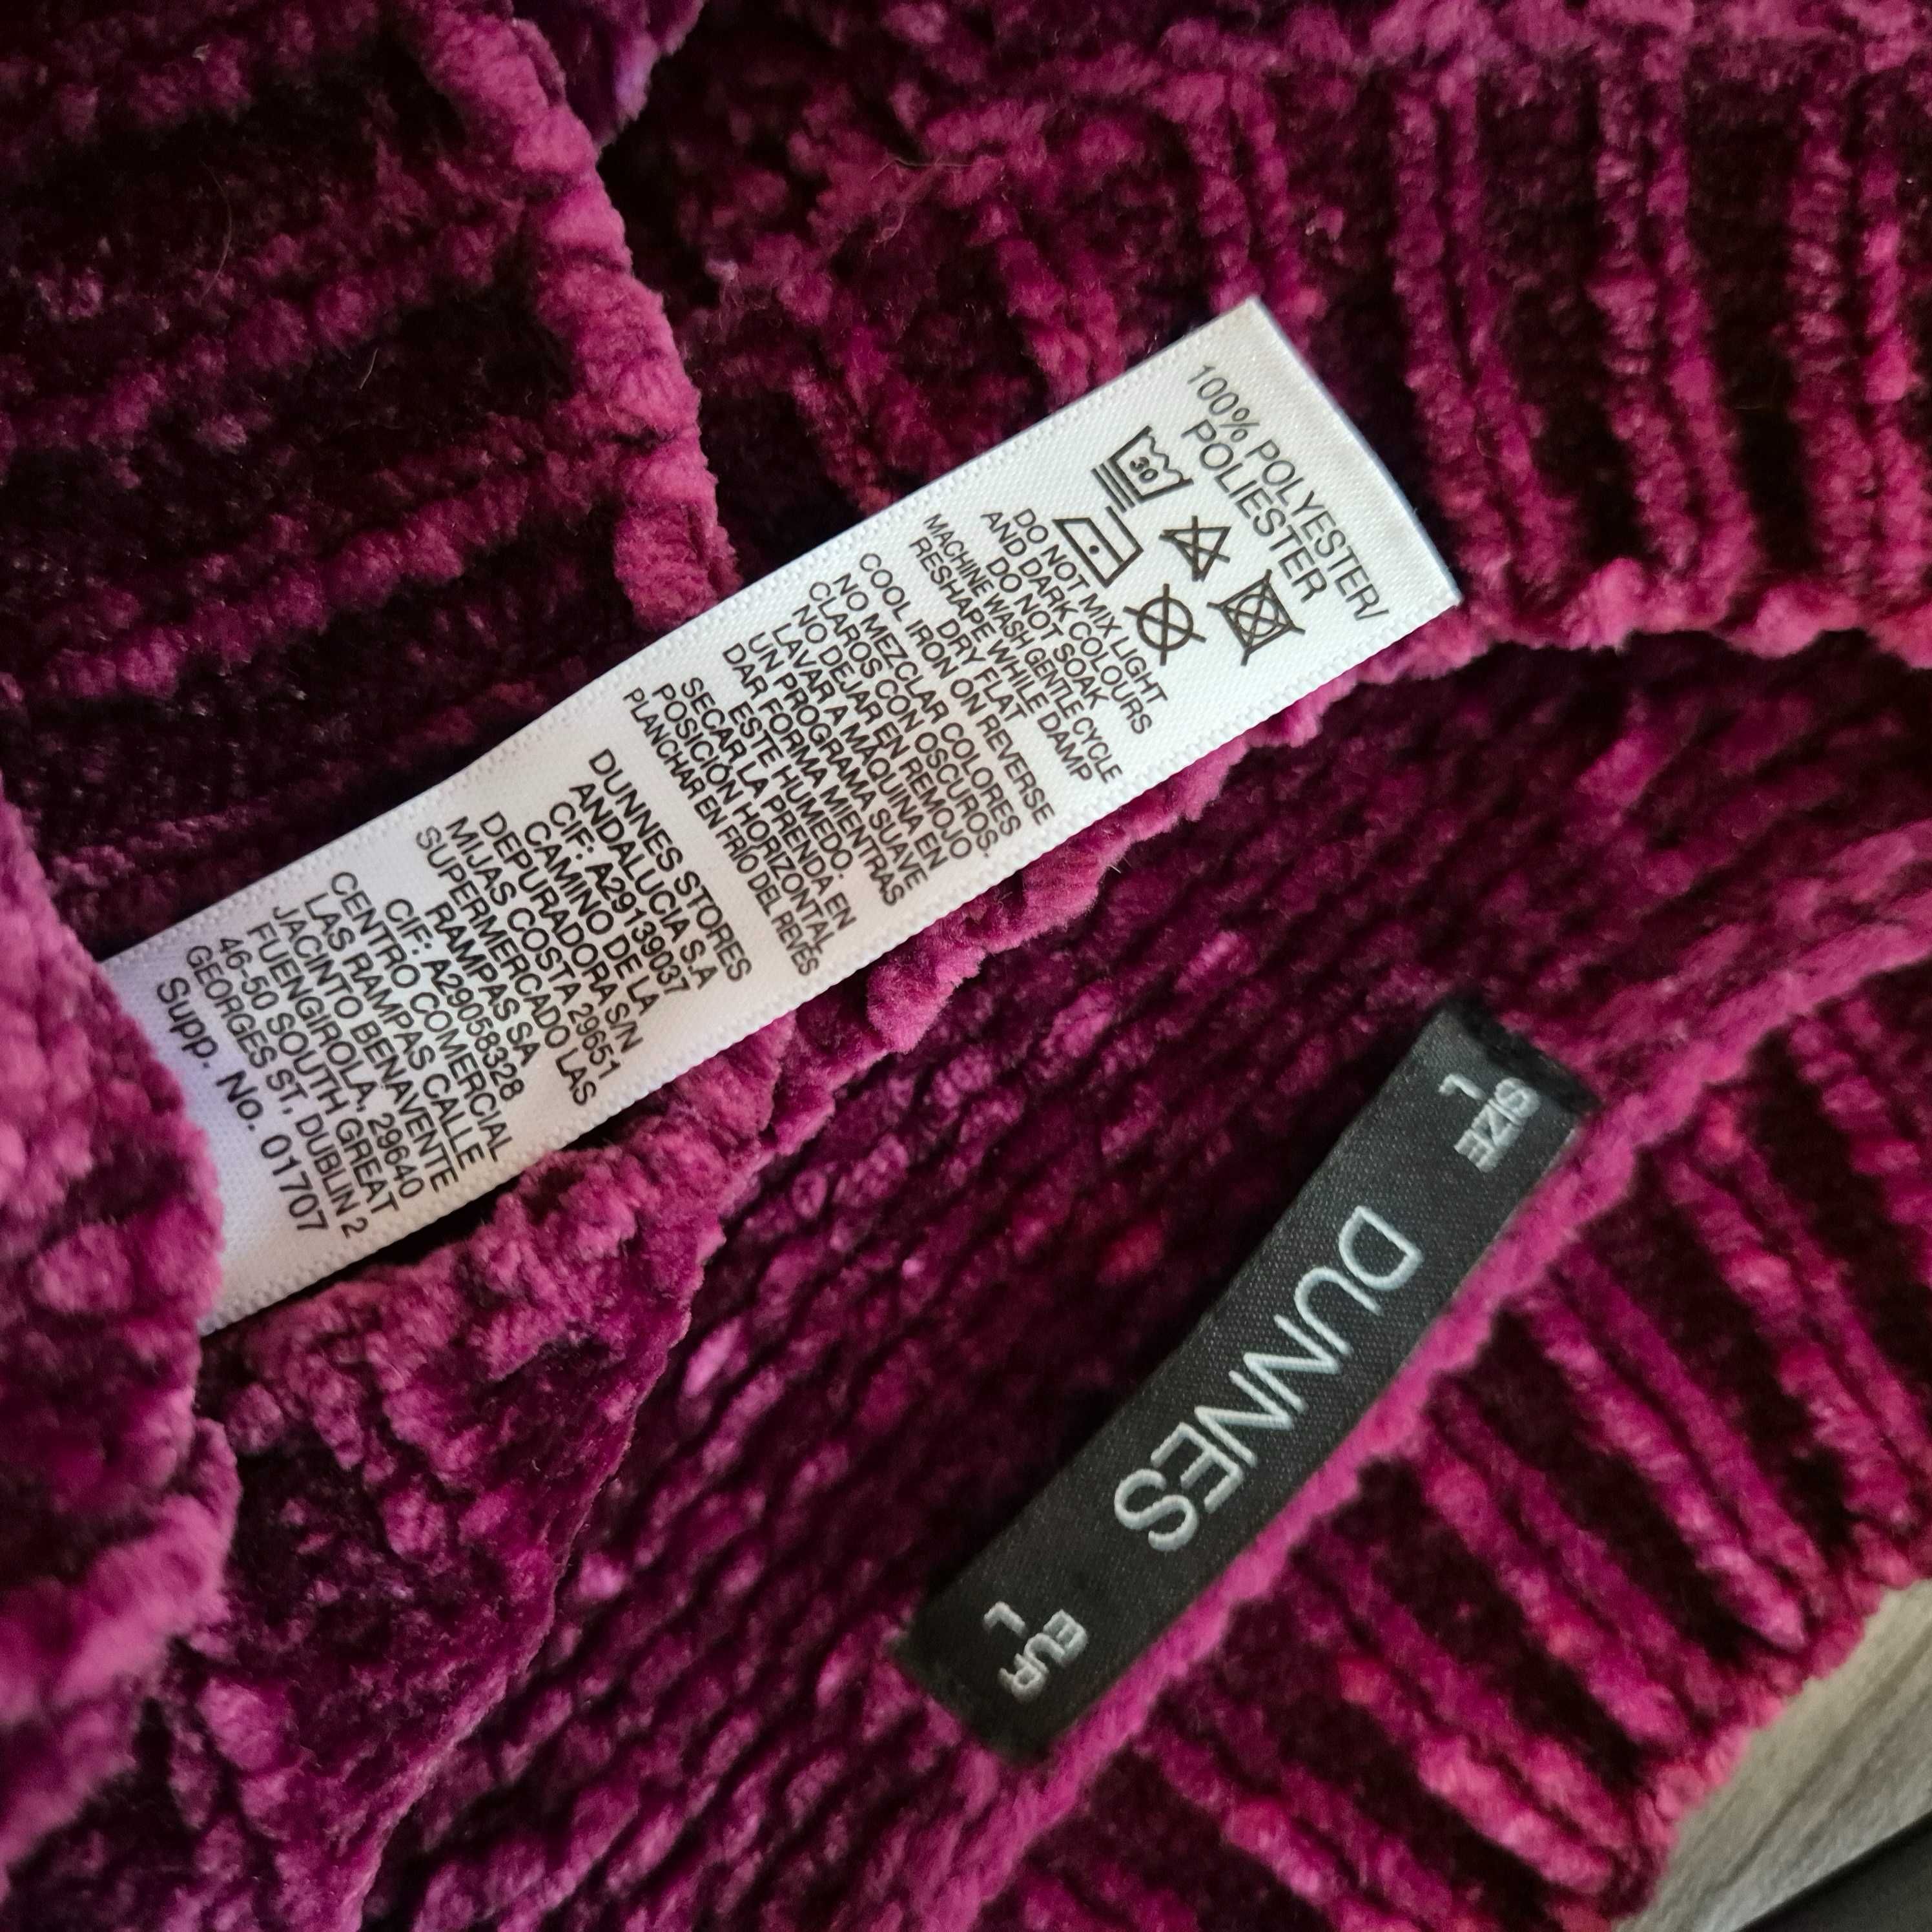 100% POLYESTER/
POLIESTER
30
DO NOT MIX LIGHT
AND DARK COLOURS
DO NOT SOAK
MACHINE WASH GENTLE CYCLE
RESHAPE WHILE DAMP
DRY FLAT
COOL IRON ON REVERSE
NO MEZCLAR COLORES
CLAROS CON OSCUROS.
NO DEJAR EN REMOJO
LAVAR A MÁQUINA EN
UN PROGRAMA SUAVE
DAR FORMA MIENTRAS
ESTE HUMEDO.
SECAR LA PRENDA EN
POSICIÓN HORIZONTAL
PLANCHAR EN FRÍO DEL REVÉS
DUNNES STORES
ANDALUCIA S.A
CIF: A29139037
CAMINO DE LA
DEPURADORA S/N
MIJAS COSTA 29651
SUPERMERCADO LAS
RAMPAS SA
CIF: A29058328
CENTRO COMERCIAL
LAS RAMPAS CALLE
JACINTO BENAVENTE
FUENGIROLA, 29640
46-50 SOUTH GREAT
GEORGES ST, DUBLIN 2
Supp. No. 01707
SIZE
L
DUNNES
EUR
L